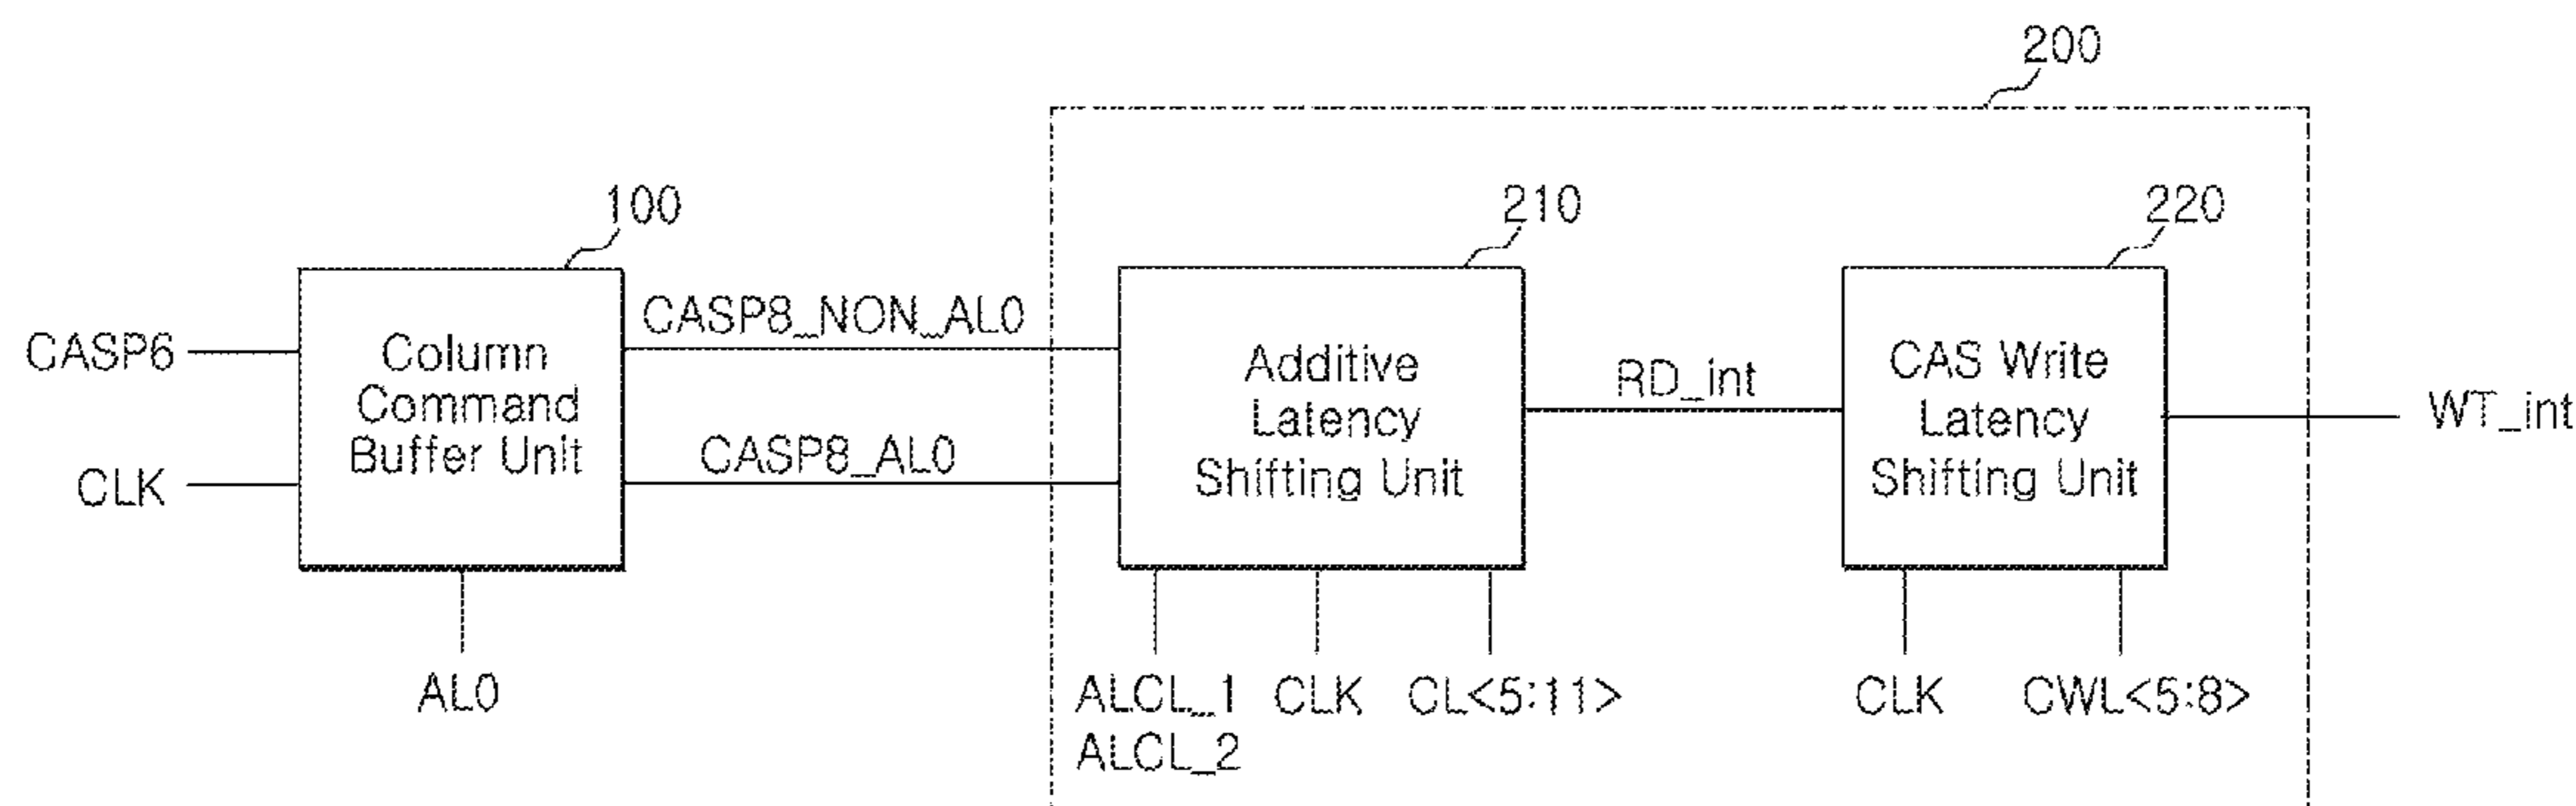 200
100
210
220
CASP6
CLK
Column
Command
Buffer Unit
AL0
CASP8_NON_AL0
CASP8_AL0
Additive
Latency
Shifting Unit
ALCL_1
ALCL_2
CLK
CL<5:11>
RD_int
CAS Write
Latency
Shifting Unit
CLK
CWL<5:8>
WT_int